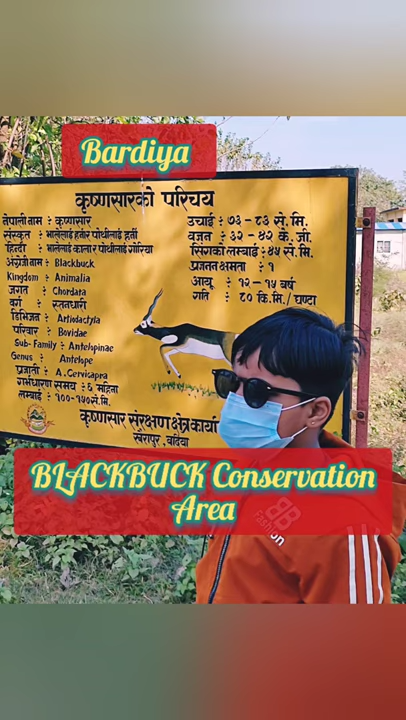 Bardiya
कृष्णसारको परिचय
नेपाली नाम : कृष्णसार
संस्कृत : भालेलाई हर्तार पोथीलाई हर्ती
हिन्दी : भालेलाई काला र पोथीलाई गोरिया
अंग्रेजी नाम : Blackbuck
Kingdom : Animalia
जगत : Chordata
वर्ग : स्तनधारी
डिभिजन : Artiodactyla
परिवार : Bovidae
Sub-Family : Antelspinae
Genus : Antelope
प्रजाती : A. Cervicapra
गर्भधारण समय : ६ महिना
लम्बाई : १००-१५०से.मि.
उचाई : ७३-८३ से.मि.
वजन : ३२-४२ के.जी.
सिंगको लम्बाई : ४५ से.मि.
प्रजनन क्षमता : १
आयू : १२-१५ वर्ष
गति : ८० कि.मि./घण्टा
कृष्णसार संरक्षण क्षेत्र कार्या
खैरापुर, बर्दिया
BLACKBUCK Conservation
Area
Fashion